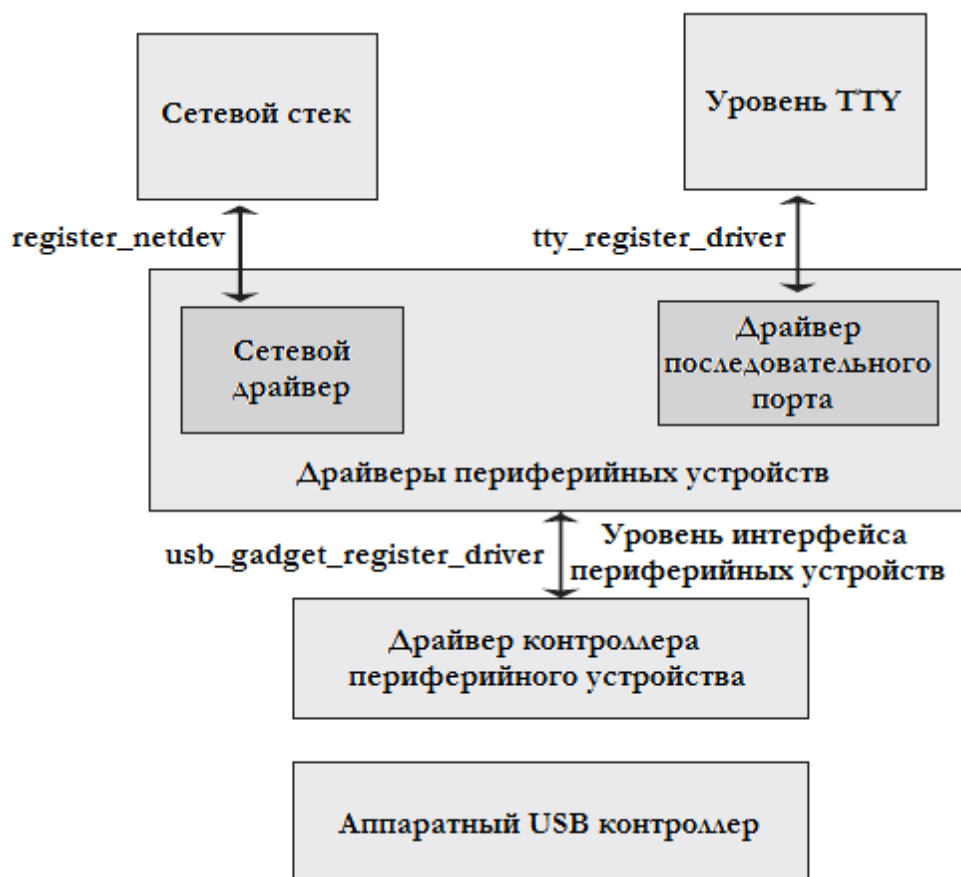 Сетевой стек
Уровень TTY
register_netdev
tty_register_driver
Сетевой
драйвер
Драйвер
последовательного
порта
Драйверы периферийных устройств
usb_gadget_register_driver
Уровень интерфейса
периферийных устройств
Драйвер контроллера
периферийного устройства
Аппаратный USB контроллер